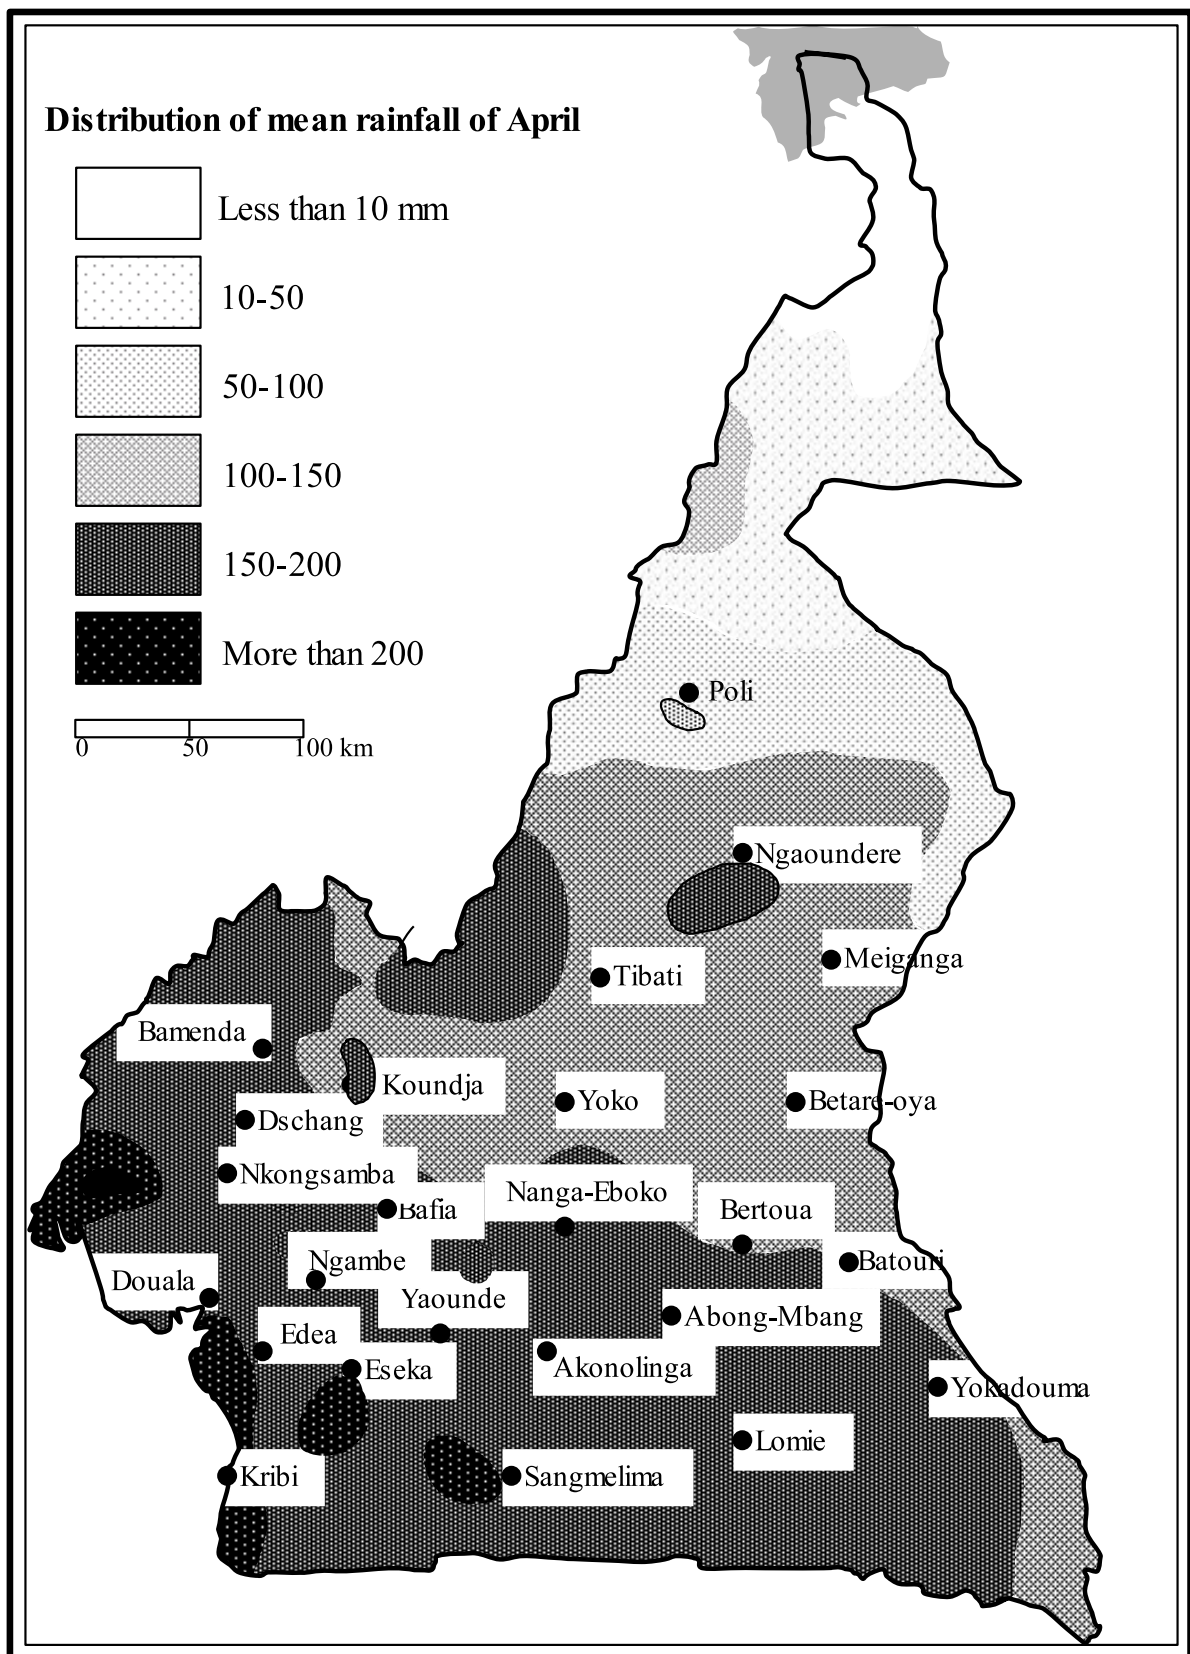 Distribution of mean rainfall of April
Less than 10 mm
10-50
50-100
100-150
150-200
More than 200
0 50 100 km
Poli
Ngaoundere
Meiganga
Tibati
Bamenda
Koundja
Yoko
Betare-oya
Dschang
Nkongsamba
Nanga-Eboko
Bafia
Bertoua
Ngambe
Batouri
Douala
Yaounde
Abong-Mbang
Edea
Eseka
Akonolinga
Yokadouma
Lomie
Kribi
Sangmelima